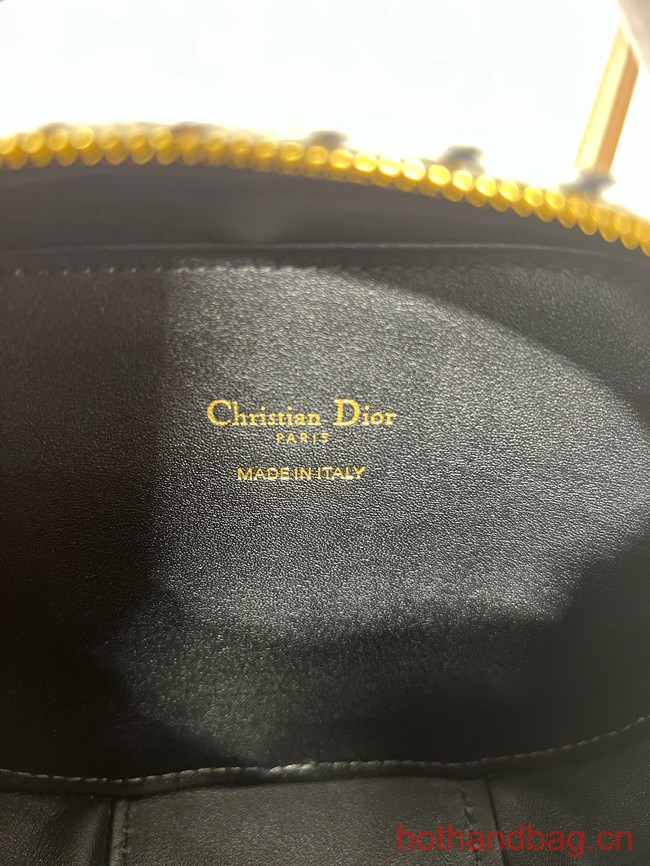 Christian Dior
PARIS
MADE IN ITALY
hothandbag.cn